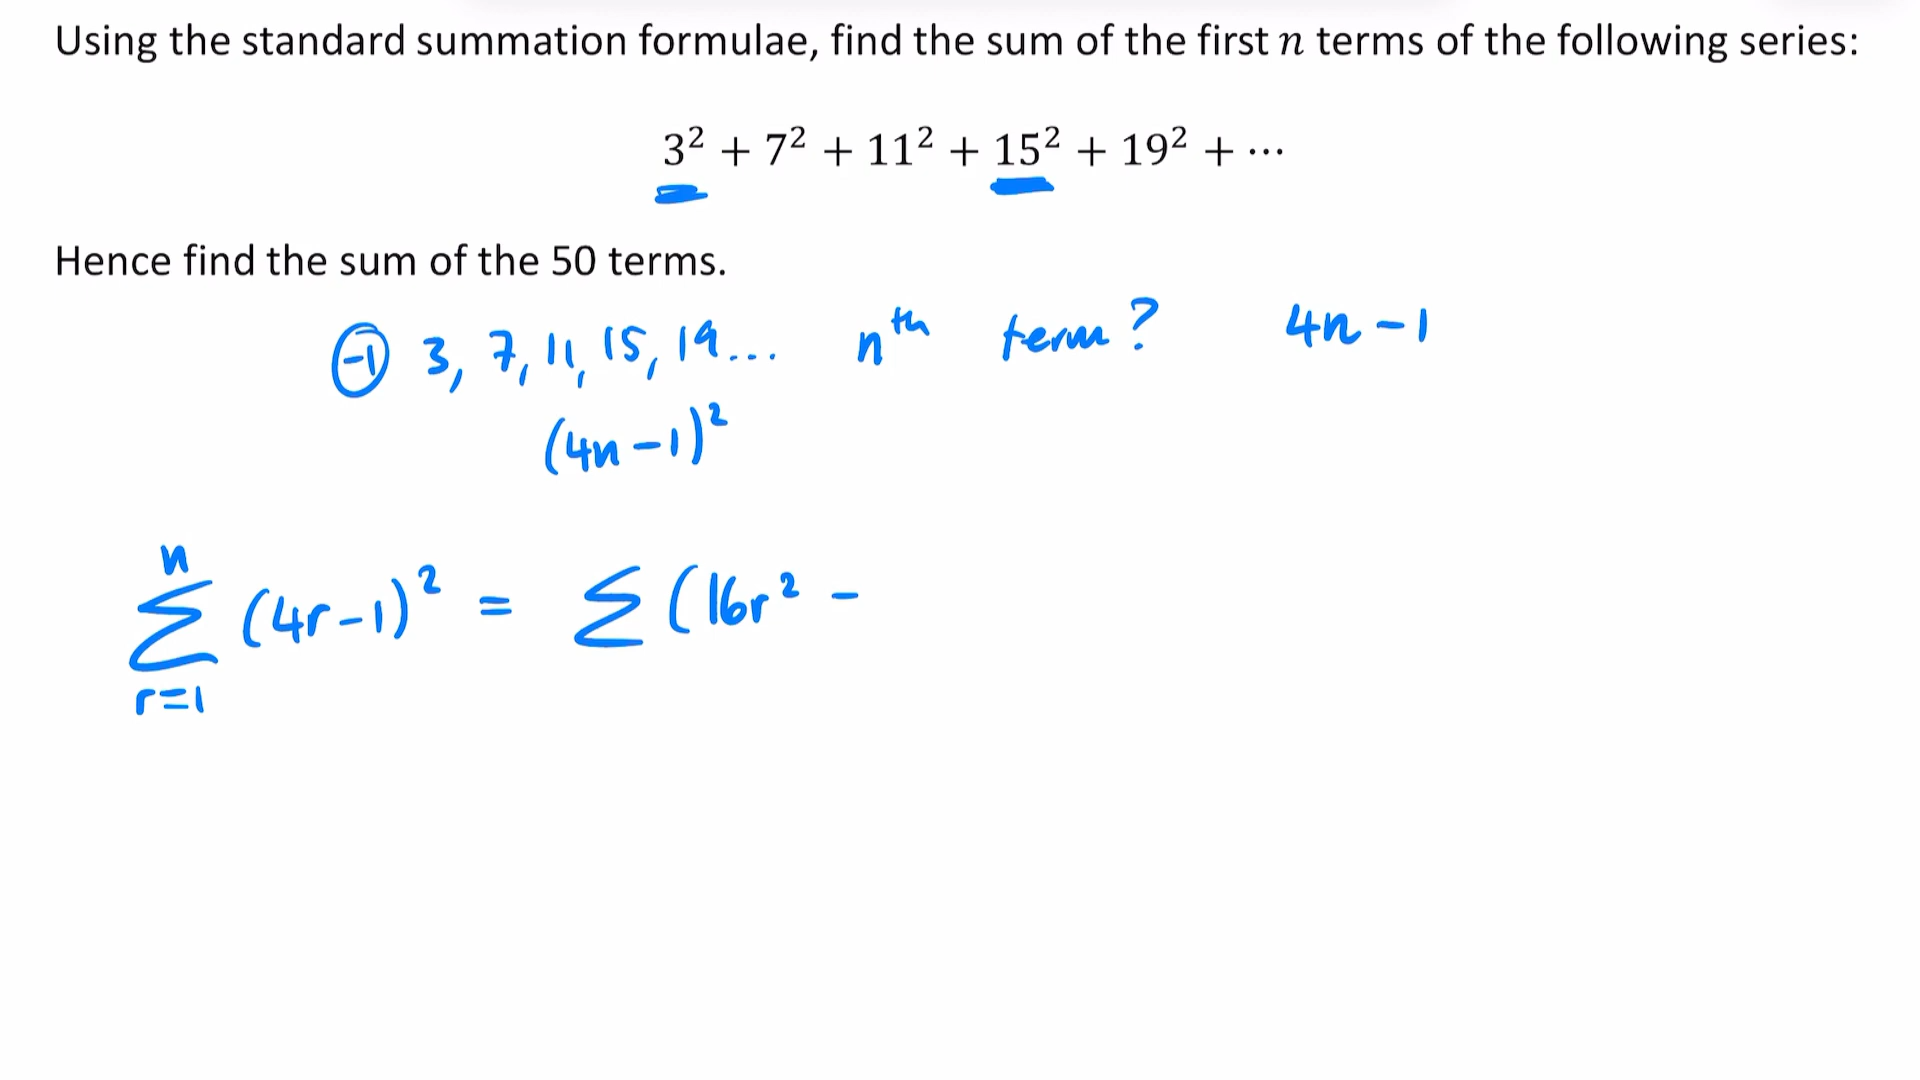 Using the standard summation formulae, find the sum of the first n terms of the following series:
3² + 7² + 11² + 15² + 19² + ⋯
Hence find the sum of the 50 terms.
-1 3, 7, 11, 15, 19... nth term? 4n - 1
(4n - 1)²
n
∑ (4r - 1)² = ∑ (16r² -
r=1